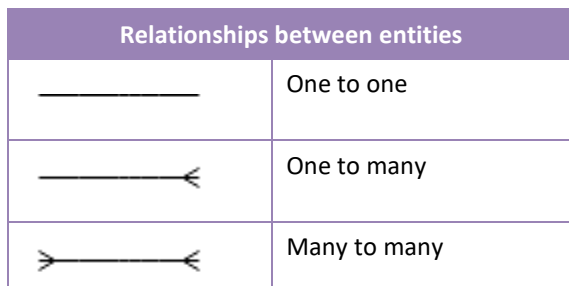 Relationships between entities
One to one
One to many
Many to many